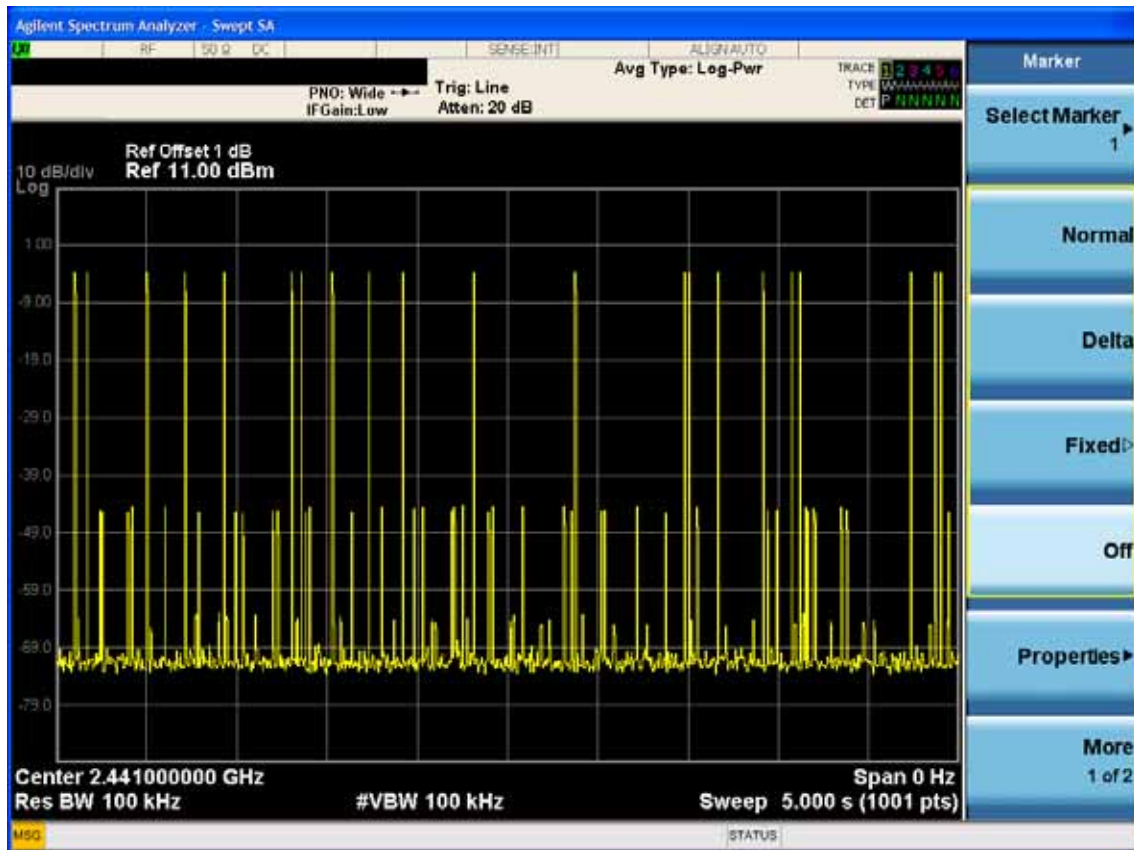 Agilent Spectrum Analyzer - Swept SA
LXI RF 50 Ω DC SENSE:INT ALIGN AUTO
Avg Type: Log-Pwr
TRACE 1 2 3 4 5 6
PNO: Wide
Trig: Line
TYPE
IFGain:Low
Atten: 20 dB
DET P N N N N N
Ref Offset 1 dB
10 dB/div Ref 11.00 dBm
Log
1.00
-9.00
-19.0
-29.0
-39.0
-49.0
-59.0
-69.0
-79.0
Center 2.441000000 GHz
Span 0 Hz
Res BW 100 kHz
#VBW 100 kHz
Sweep 5.000 s (1001 pts)
MSG
STATUS
Marker
Select Marker
1
Normal
Delta
Fixed
Off
Properties
More
1 of 2